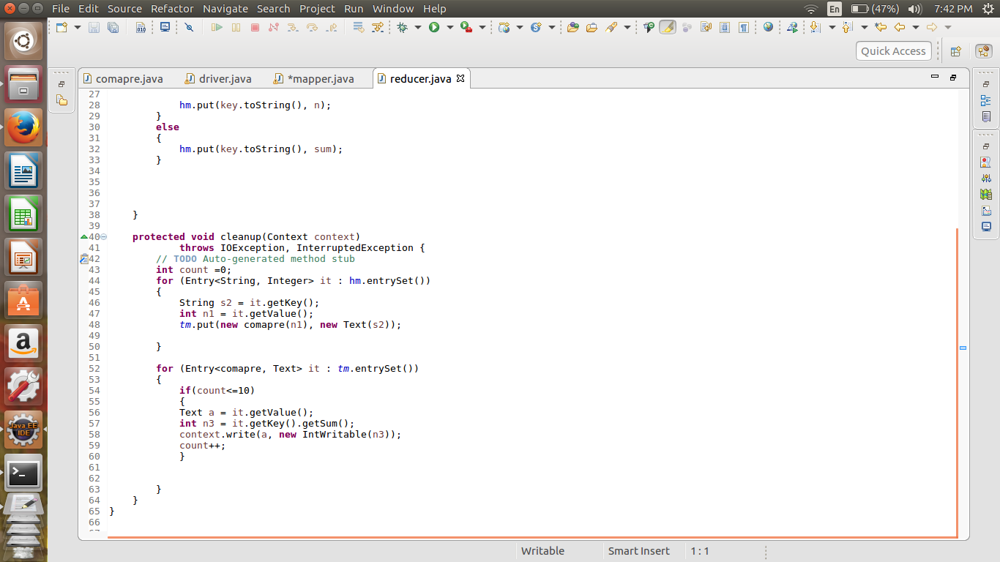 File Edit Source Refactor Navigate Search Project Run Window Help
En (47%) 7:42 PM
010
Quick Access
comapre.java driver.java *mapper.java reducer.java
27
28 hm.put(key.toString(), n);
29 }
30 else
31 {
32 hm.put(key.toString(), sum);
33 }
34
35
36
37
38 }
39
40 protected void cleanup(Context context)
41 throws IOException, InterruptedException {
42 // TODO Auto-generated method stub
43 int count =0;
44 for (Entry<String, Integer> it : hm.entrySet())
45 {
46 String s2 = it.getKey();
47 int n1 = it.getValue();
48 tm.put(new comapre(n1), new Text(s2));
49
50 }
51
52 for (Entry<comapre, Text> it : tm.entrySet())
53 {
54 if(count<=10)
55 {
56 Text a = it.getValue();
57 int n3 = it.getKey().getSum();
58 context.write(a, new IntWritable(n3));
59 count++;
60 }
61
62
63 }
64 }
65 }
66
Java EE
IDE
Writable Smart Insert 1 : 1